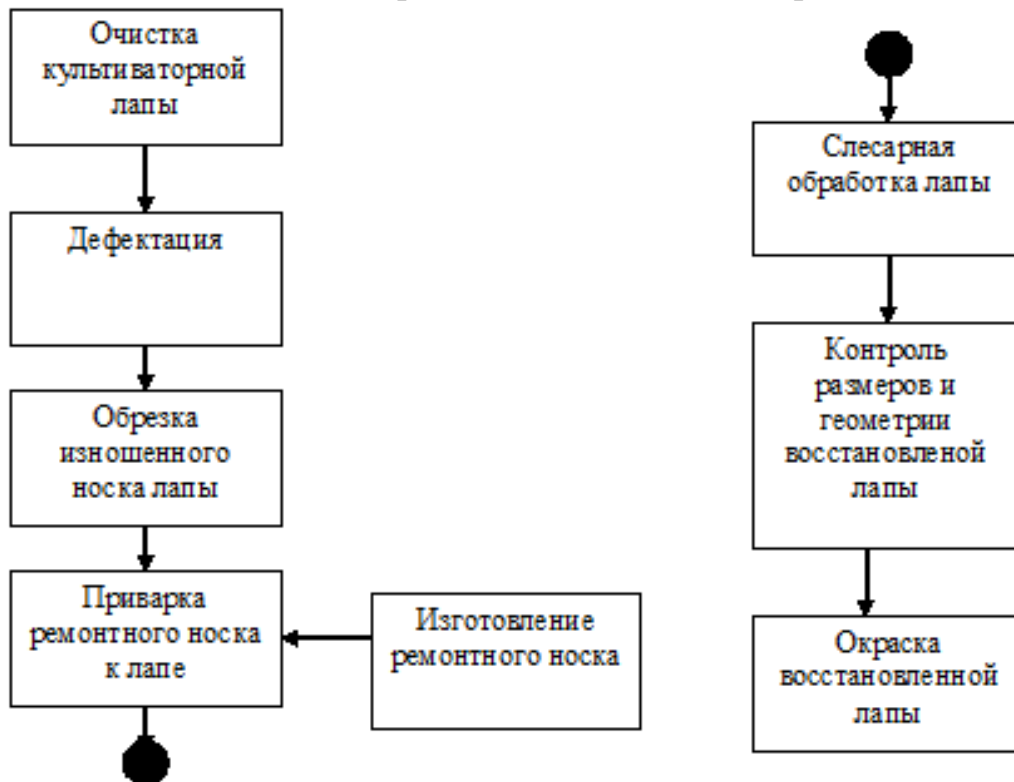 Очистка
культиваторной
лапы
Дефектация
Обрезка
изношенного
носка лапы
Приварка
ремонтного носка
к лапе
Изготовление
ремонтного носка
Слесарная
обработка лапы
Контроль
размеров и
геометрии
восстановленой
лапы
Окраска
восстановленной
лапы